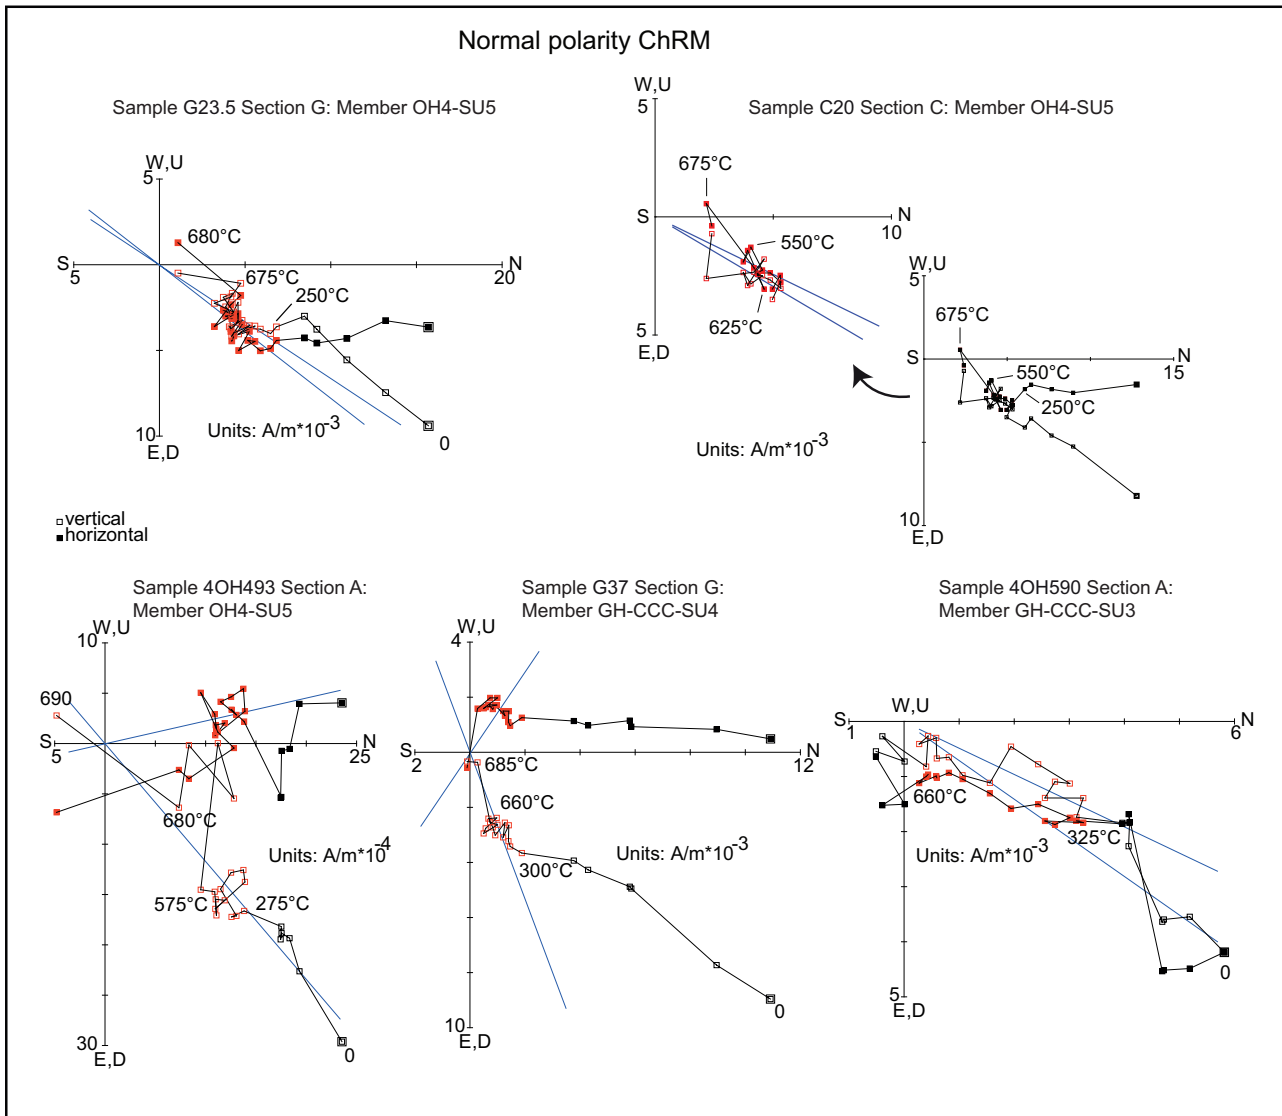 Normal polarity ChRM
Sample G23.5 Section G: Member OH4-SU5
W,U
5
680°C
S
5
675°C
250°C
N
20
10
E,D
Units: A/m*10-3
0
Sample C20 Section C: Member OH4-SU5
W,U
5
675°C
S
N
10
550°C
625°C
5
E,D
W,U
5
675°C
S
N
15
550°C
250°C
Units: A/m*10-3
10
E,D
vertical
horizontal
Sample 4OH493 Section A:
Member OH4-SU5
10
W,U
690
S
5
N
25
680°C
Units: A/m*10-4
575°C
275°C
30
E,D
0
Sample G37 Section G:
Member GH-CCC-SU4
4
W,U
S
2
N
12
685°C
660°C
300°C
Units: A/m*10-3
10
E,D
0
Sample 4OH590 Section A:
Member GH-CCC-SU3
W,U
S
1
N
6
660°C
325°C
Units: A/m*10-3
5
E,D
0